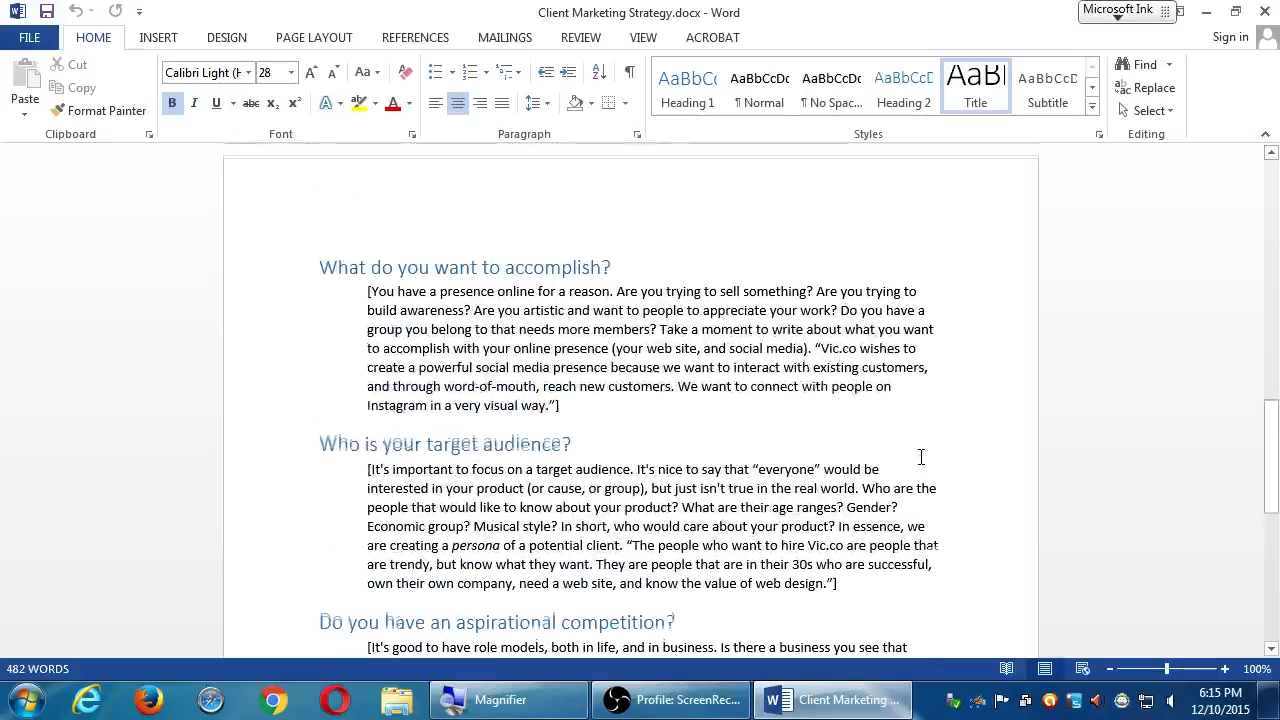 Client Marketing Strategy.docx - Word
Microsoft Ink
FILE HOME INSERT DESIGN PAGE LAYOUT REFERENCES MAILINGS REVIEW VIEW ACROBAT Sign in
Paste
Cut
Copy
Format Painter
Clipboard
Calibri Light (H 28
Font
Paragraph
AaBbCc AaBbCcDc AaBbCcDc AaBbCcD AaB AaBbCcD
Heading 1 ¶ Normal ¶ No Spac... Heading 2 Title Subtitle
Styles
Find
Replace
Select
Editing
What do you want to accomplish?
[You have a presence online for a reason. Are you trying to sell something? Are you trying to
build awareness? Are you artistic and want to people to appreciate your work? Do you have a
group you belong to that needs more members? Take a moment to write about what you want
to accomplish with your online presence (your web site, and social media). “Vic.co wishes to
create a powerful social media presence because we want to interact with existing customers,
and through word-of-mouth, reach new customers. We want to connect with people on
Instagram in a very visual way.”]
Who is your target audience?
[It's important to focus on a target audience. It's nice to say that “everyone” would be
interested in your product (or cause, or group), but just isn't true in the real world. Who are the
people that would like to know about your product? What are their age ranges? Gender?
Economic group? Musical style? In short, who would care about your product? In essence, we
are creating a persona of a potential client. “The people who want to hire Vic.co are people that
are trendy, but know what they want. They are people that are in their 30s who are successful,
own their own company, need a web site, and know the value of web design.”]
Do you have an aspirational competition?
[It's good to have role models, both in life, and in business. Is there a business you see that
482 WORDS 100%
Magnifier Profile: ScreenRec... Client Marketing ...
6:15 PM
12/10/2015